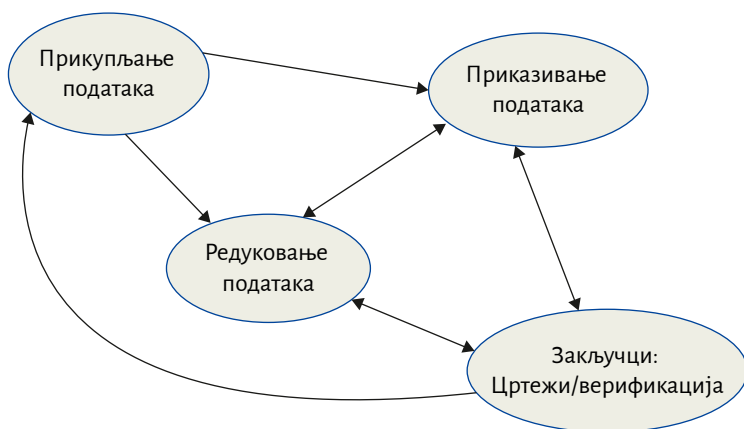 Прикупљање
података
Приказивање
података
Редуковање
података
Закључци:
Цртежи/верификација